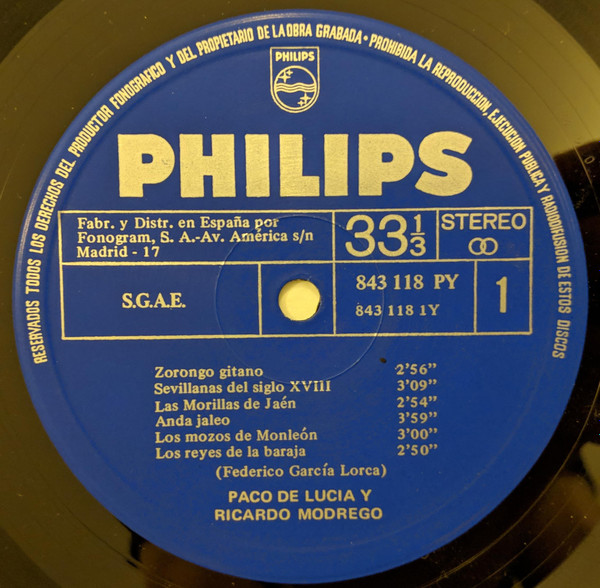 RESERVADOS TODOS LOS DERECHOS DEL PRODUCTOR FONOGRAFICO Y DEL PROPIETARIO DE LA OBRA GRABADA • PROHIBIDA LA REPRODUCCION, EJECUCION PUBLICA Y RADIODIFUSION DE ESTOS DISCOS
PHILIPS
PHILIPS
Fabr. y Distr. en España por
Fonogram, S. A.-Av. América s/n
Madrid - 17
33 1/3
STEREO
S.G.A.E.
843 118 PY
843 118 1Y
1
Zorongo gitano 2'56"
Sevillanas del siglo XVIII 3'09"
Las Morillas de Jaén 2'54"
Anda jaleo 3'59"
Los mozos de Monleón 3'00"
Los reyes de la baraja 2'50"
(Federico García Lorca)
PACO DE LUCIA Y
RICARDO MODREGO